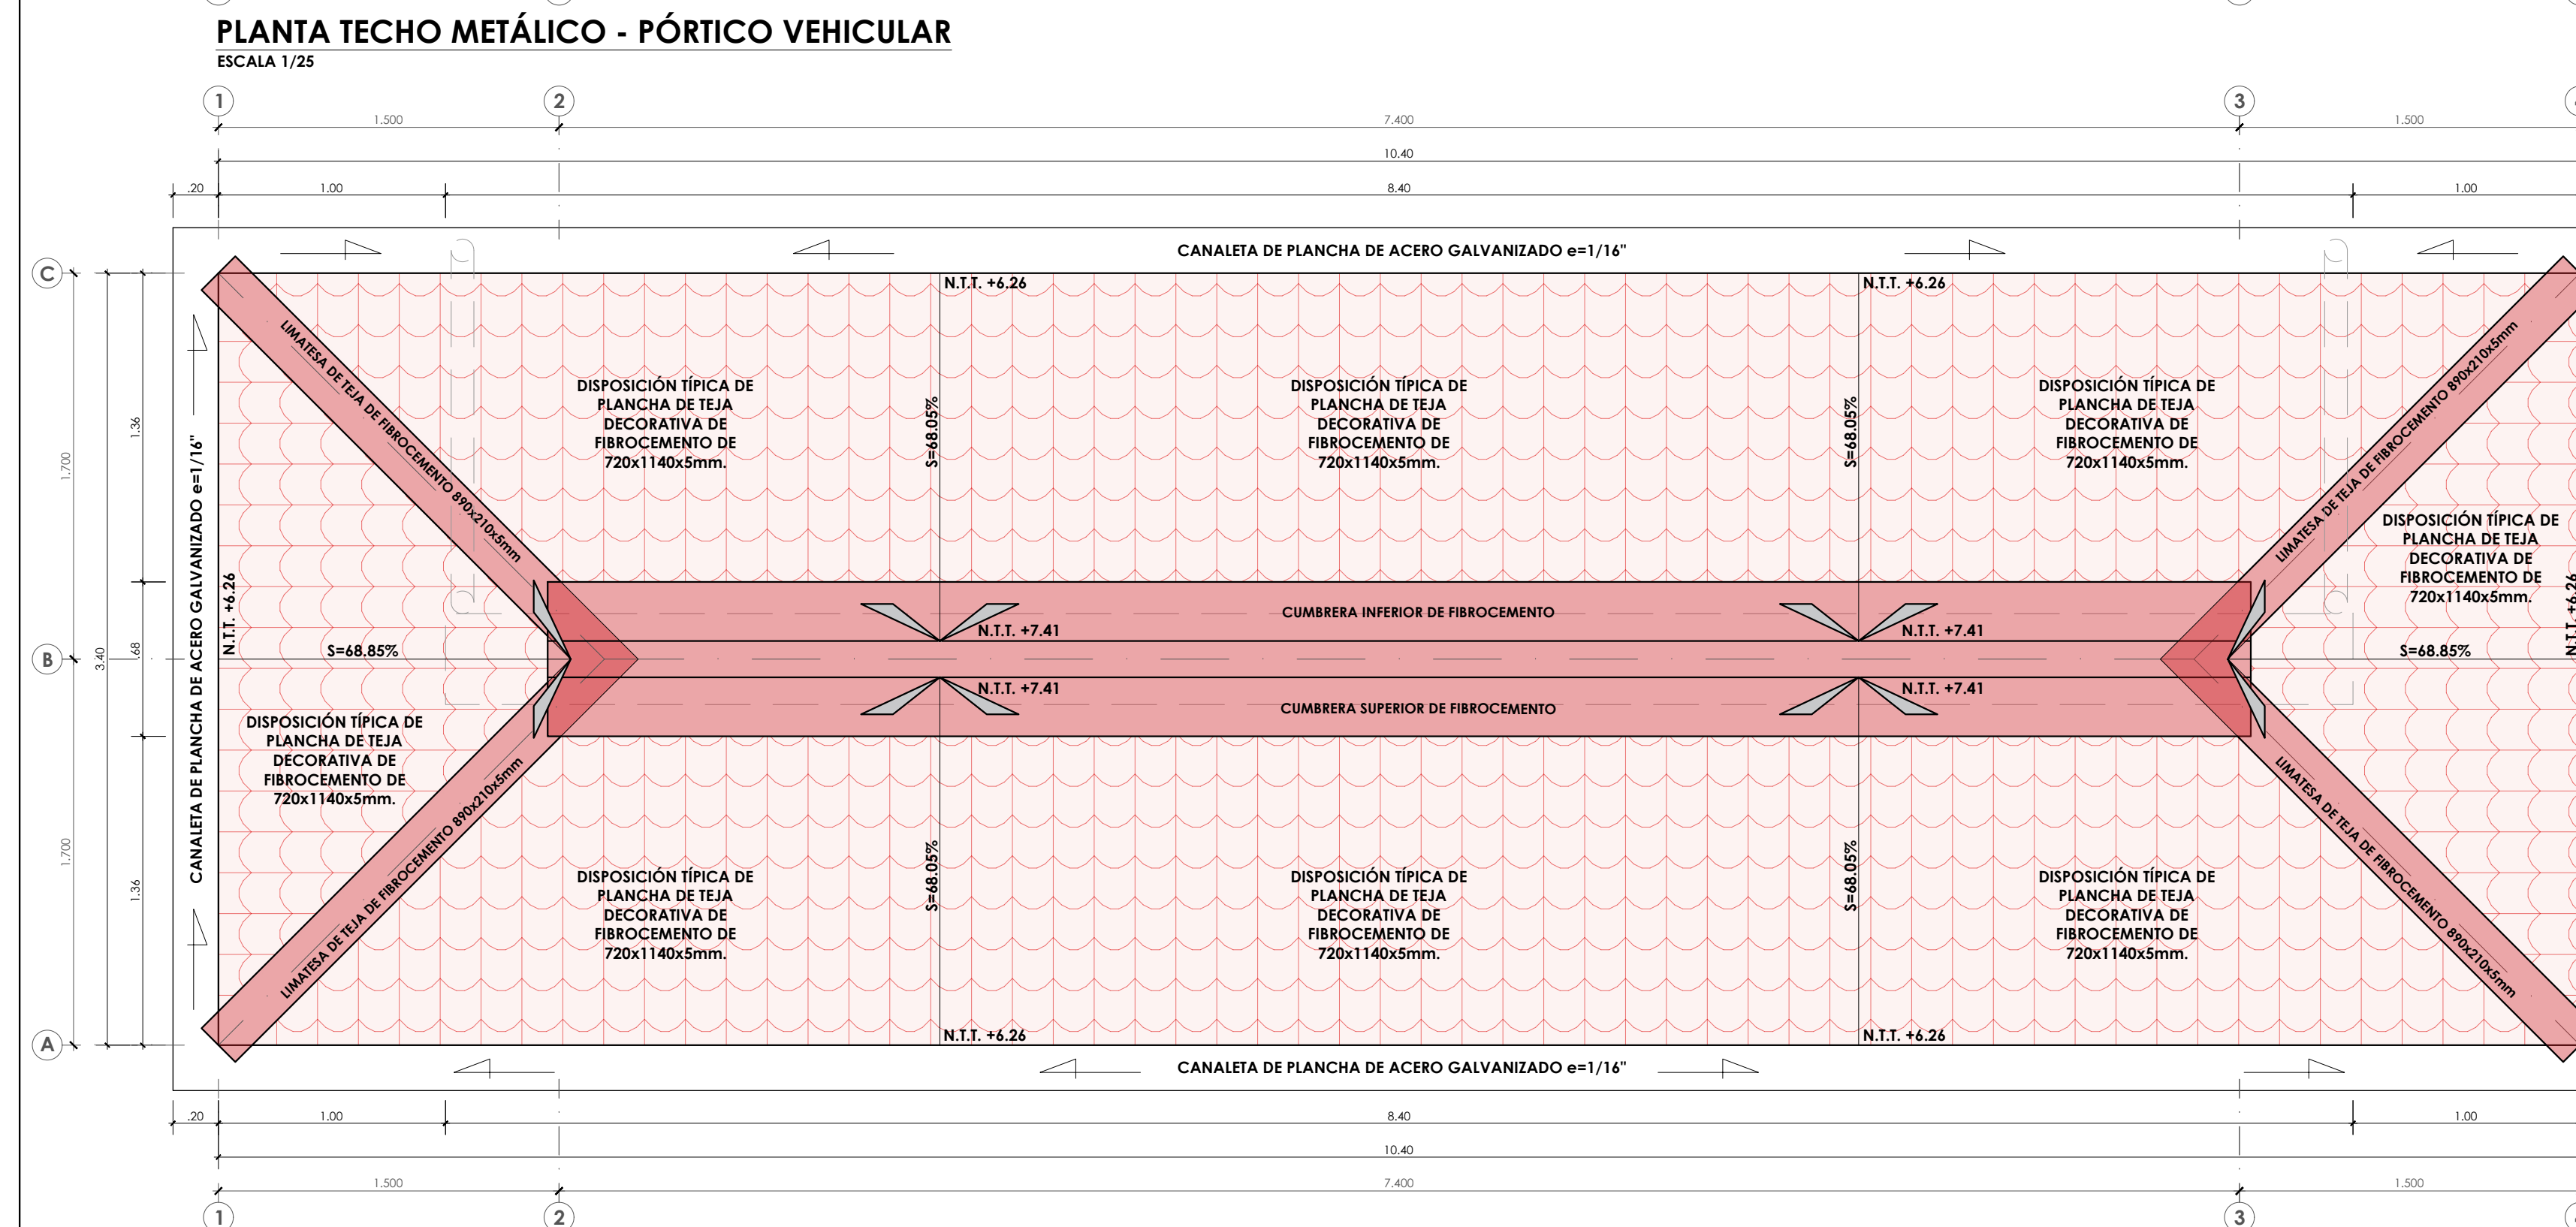 PLANTA TECHO METÁLICO - PÓRTICO VEHICULAR
ESCALA 1/25
1
2
3
1.500
7.400
1.500
10.40
.20
1.00
8.40
1.00
CANALETA DE PLANCHA DE ACERO GALVANIZADO e=1/16"
C
N.T.T. +6.26
N.T.T. +6.26
LIMATESA DE TEJA DE FIBROCEMENTO 890x210x5mm
LIMATESA DE TEJA DE FIBROCEMENTO 890x210x5mm
DISPOSICIÓN TÍPICA DE
PLANCHA DE TEJA
DECORATIVA DE
FIBROCEMENTO DE
720x1140x5mm.
S=68.05%
DISPOSICIÓN TÍPICA DE
PLANCHA DE TEJA
DECORATIVA DE
FIBROCEMENTO DE
720x1140x5mm.
S=68.05%
DISPOSICIÓN TÍPICA DE
PLANCHA DE TEJA
DECORATIVA DE
FIBROCEMENTO DE
720x1140x5mm.
1.700
1.36
CANALETA DE PLANCHA DE ACERO GALVANIZADO e=1/16"
DISPOSICIÓN TÍPICA DE
PLANCHA DE TEJA
DECORATIVA DE
FIBROCEMENTO DE
720x1140x5mm.
N.T.T. +6.26
N.T.T. +6.26
CUMBRERA INFERIOR DE FIBROCEMENTO
N.T.T. +7.41
N.T.T. +7.41
B
3.40
.68
S=68.85%
S=68.85%
N.T.T. +7.41
N.T.T. +7.41
CUMBRERA SUPERIOR DE FIBROCEMENTO
DISPOSICIÓN TÍPICA DE
PLANCHA DE TEJA
DECORATIVA DE
FIBROCEMENTO DE
720x1140x5mm.
LIMATESA DE TEJA DE FIBROCEMENTO 890x210x5mm
LIMATESA DE TEJA DE FIBROCEMENTO 890x210x5mm
1.700
1.36
DISPOSICIÓN TÍPICA DE
PLANCHA DE TEJA
DECORATIVA DE
FIBROCEMENTO DE
720x1140x5mm.
S=68.05%
DISPOSICIÓN TÍPICA DE
PLANCHA DE TEJA
DECORATIVA DE
FIBROCEMENTO DE
720x1140x5mm.
S=68.05%
DISPOSICIÓN TÍPICA DE
PLANCHA DE TEJA
DECORATIVA DE
FIBROCEMENTO DE
720x1140x5mm.
A
N.T.T. +6.26
N.T.T. +6.26
CANALETA DE PLANCHA DE ACERO GALVANIZADO e=1/16"
.20
1.00
8.40
1.00
10.40
1.500
7.400
1.500
1
2
3